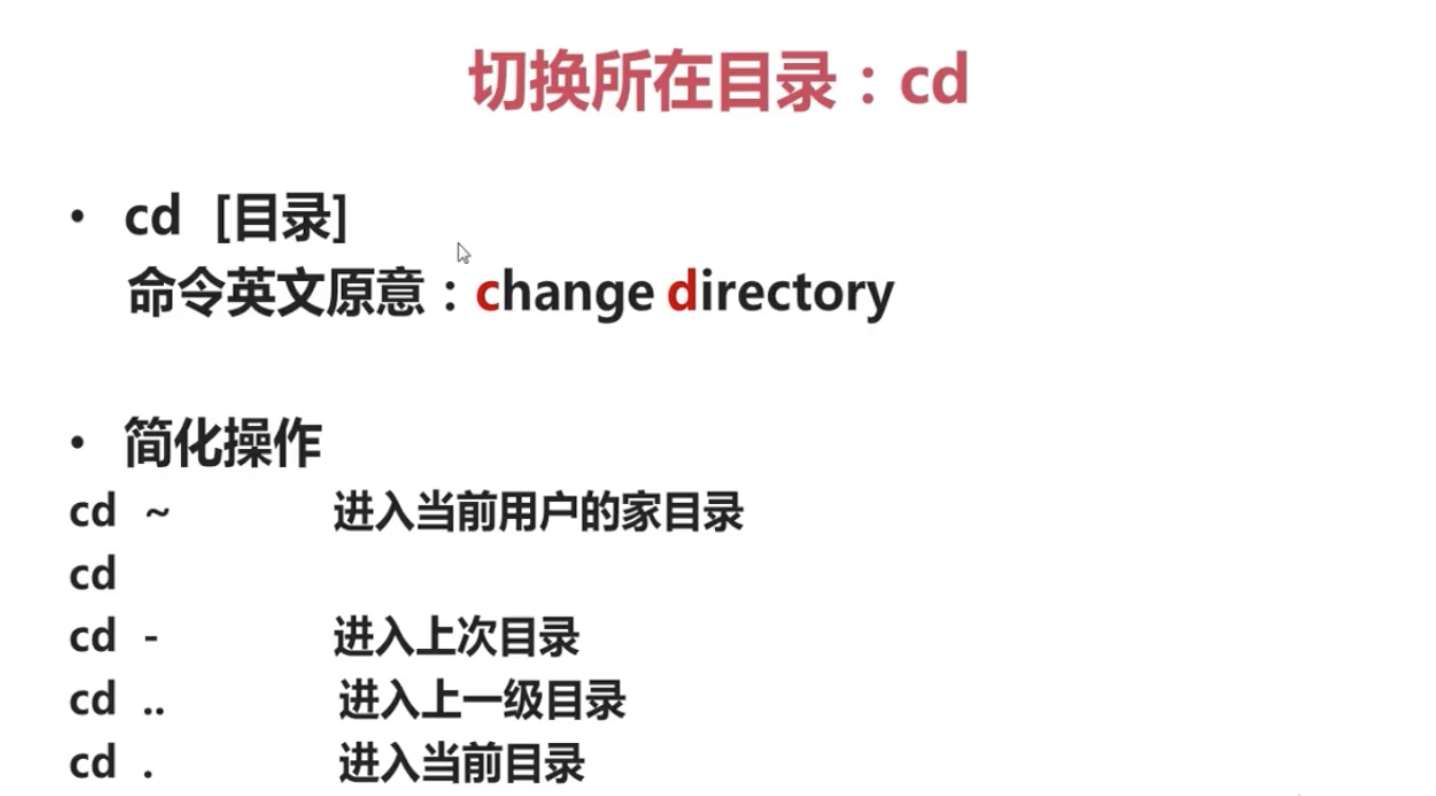 切换所在目录：cd
• cd [目录]
命令英文原意：change directory
• 简化操作
cd ~ 进入当前用户的家目录
cd
cd - 进入上次目录
cd .. 进入上一级目录
cd . 进入当前目录